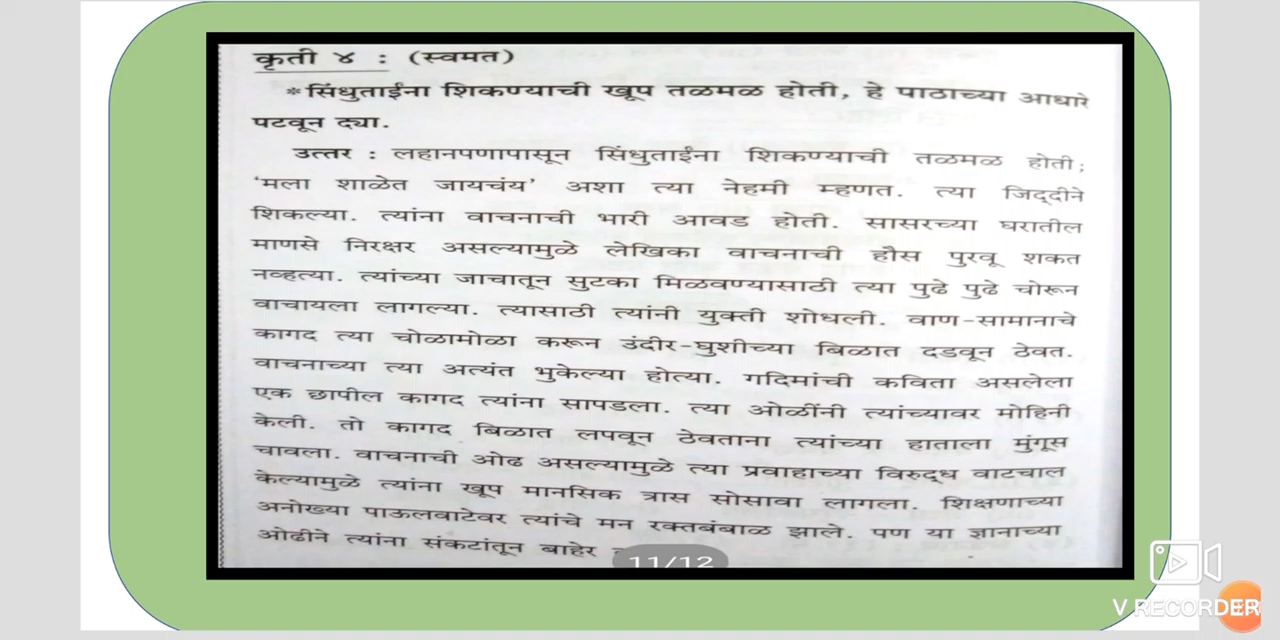 कृती ४ : (स्वमत)
*सिंधुताईंना शिकण्याची खूप तळमळ होती, हे पाठाच्या आधारे
पटवून द्या.
उत्तर : लहानपणापासून सिंधुताईंना शिकण्याची तळमळ होती;
‘मला शाळेत जायचंय’ अशा त्या नेहमी म्हणत. त्या जिद्दीने
शिकल्या. त्यांना वाचनाची भारी आवड होती. सासरच्या घरातील
माणसे निरक्षर असल्यामुळे लेखिका वाचनाची हौस पुरवू शकत
नव्हत्या. त्यांच्या जाचातून सुटका मिळवण्यासाठी त्या पुढे पुढे चोरून
वाचायला लागल्या. त्यासाठी त्यांनी युक्ती शोधली. वाण-सामानाचे
कागद त्या चोळामोळा करून उंदीर-घुशीच्या बिळात दडवून ठेवत.
वाचनाच्या त्या अत्यंत भुकेल्या होत्या. गदिमांची कविता असलेला
एक छापील कागद त्यांना सापडला. त्या ओळींनी त्यांच्यावर मोहिनी
केली. तो कागद बिळात लपवून ठेवताना त्यांच्या हाताला मुंगूस
चावला. वाचनाची ओढ असल्यामुळे त्या प्रवाहाच्या विरुद्ध वाटचाल
केल्यामुळे त्यांना खूप मानसिक त्रास सोसावा लागला. शिक्षणाच्या
अनोख्या पाऊलवाटेवर त्यांचे मन रक्तबंबाळ झाले. पण या ज्ञानाच्या
ओढीने त्यांना संकटांतून बाहेर
11/12
V RECORDER